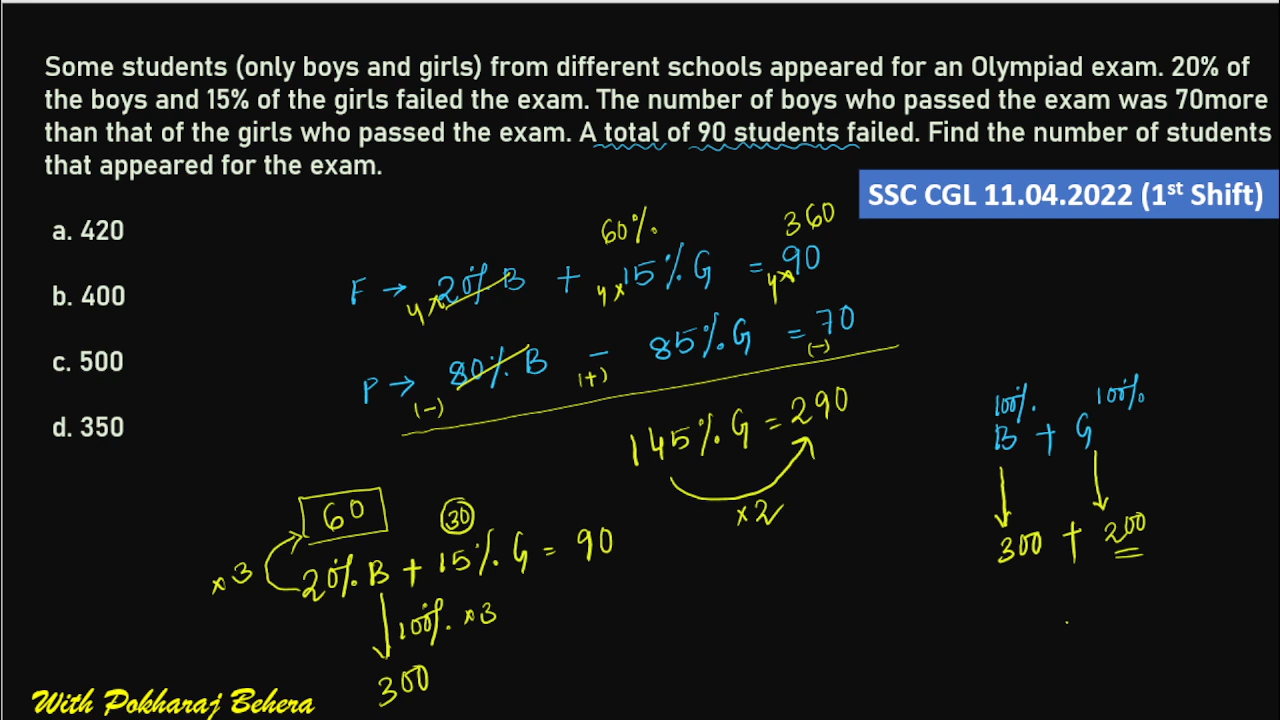 Some students (only boys and girls) from different schools appeared for an Olympiad exam. 20% of
the boys and 15% of the girls failed the exam. The number of boys who passed the exam was 70more
than that of the girls who passed the exam. A total of 90 students failed. Find the number of students
that appeared for the exam.
SSC CGL 11.04.2022 (1st Shift)
a. 420
b. 400
c. 500
d. 350
60% 360
F → 20% B + 15% G = 90
4× 4× 4×
P → 80% B - 85% G = 70
(-) (+) (-)
145% G = 290
×2
100% 100%
B + G
300 + 200
60 30
×3 20% B + 15% G = 90
100% ×3
300
With Pokharaj Behera